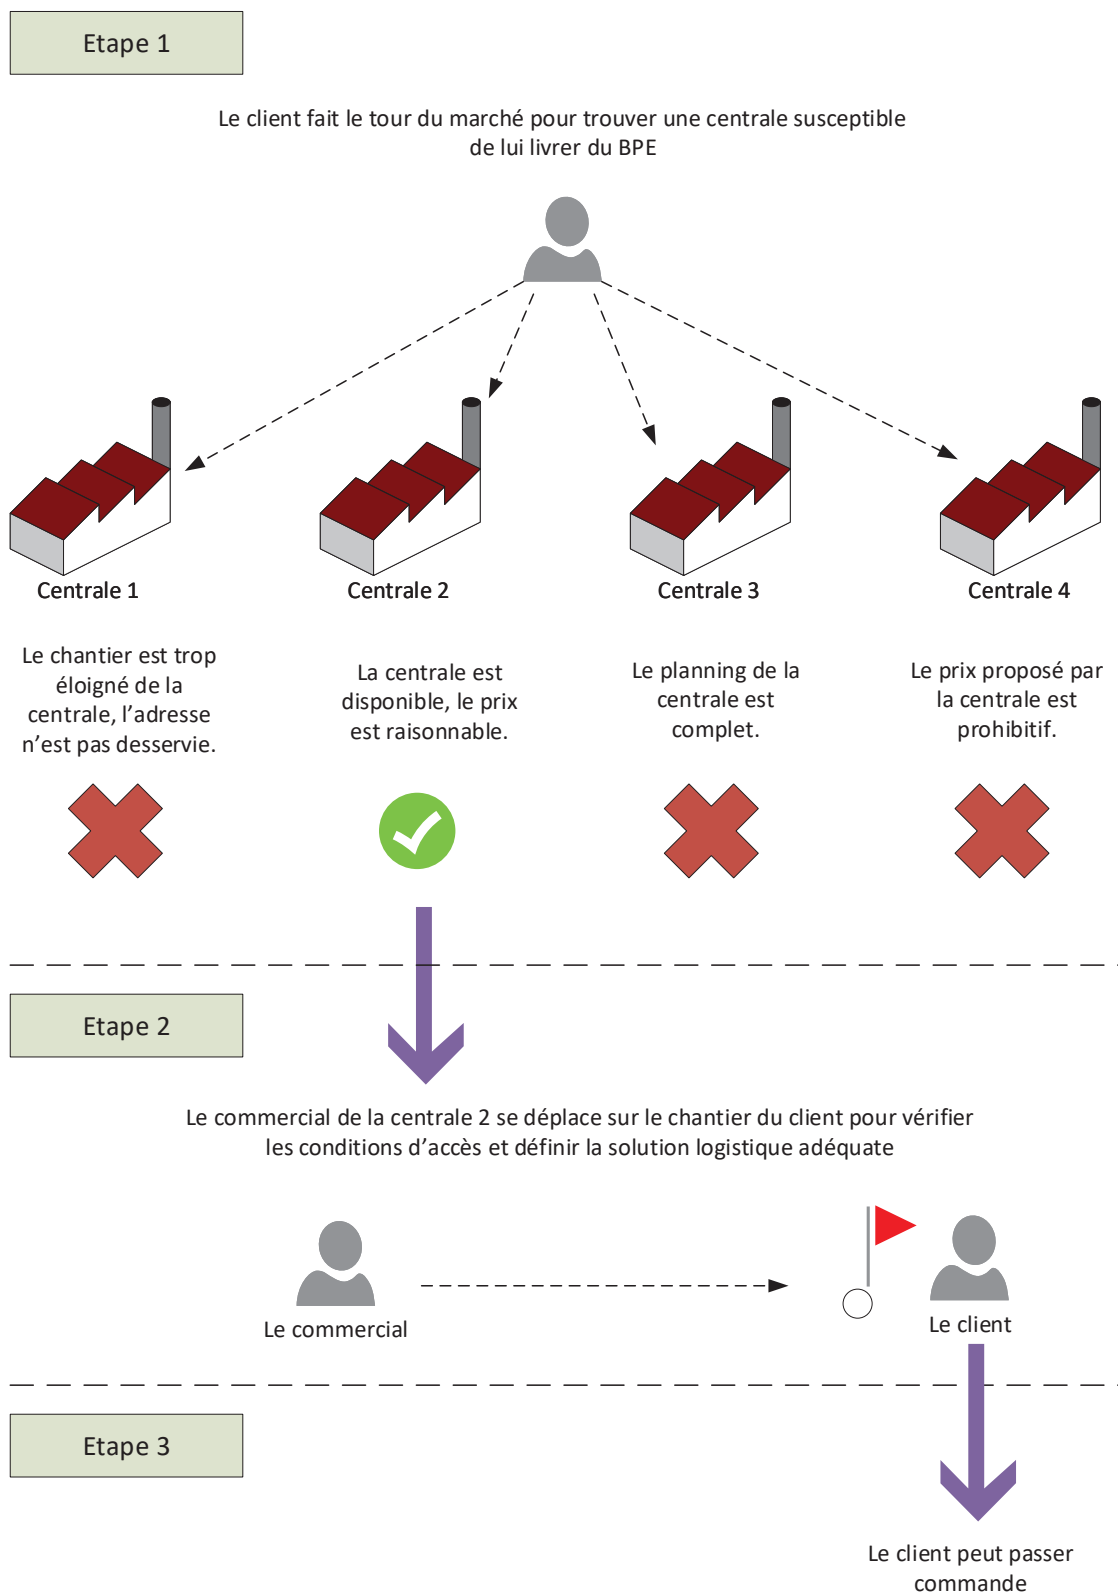 Etape 1
Le client fait le tour du marché pour trouver une centrale susceptible
de lui livrer du BPE
Centrale 1
Centrale 2
Centrale 3
Centrale 4
Le chantier est trop
éloigné de la
centrale, l’adresse
n’est pas desservie.
La centrale est
disponible, le prix
est raisonnable.
Le planning de la
centrale est
complet.
Le prix proposé par
la centrale est
prohibitif.
Etape 2
Le commercial de la centrale 2 se déplace sur le chantier du client pour vérifier
les conditions d’accès et définir la solution logistique adéquate
Le commercial
Le client
Etape 3
Le client peut passer
commande